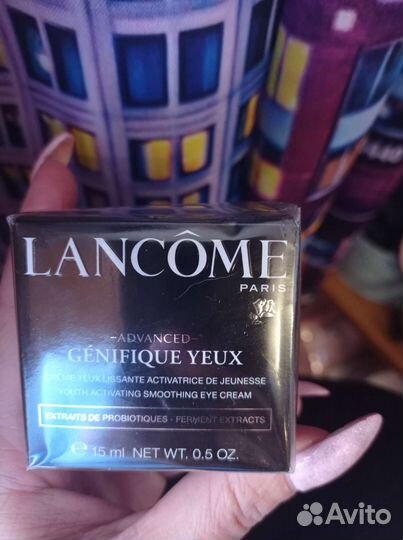 LANCÔME
PARIS
ADVANCED
GÉNIFIQUE YEUX
CRÈME YEUX LISSANTE ACTIVATRICE DE JEUNESSE
YOUTH ACTIVATING SMOOTHING EYE CREAM
EXTRAITS DE PROBIOTIQUES - FERMENT EXTRACTS
℮ 15 ml NET WT. 0.5 OZ.
Avito